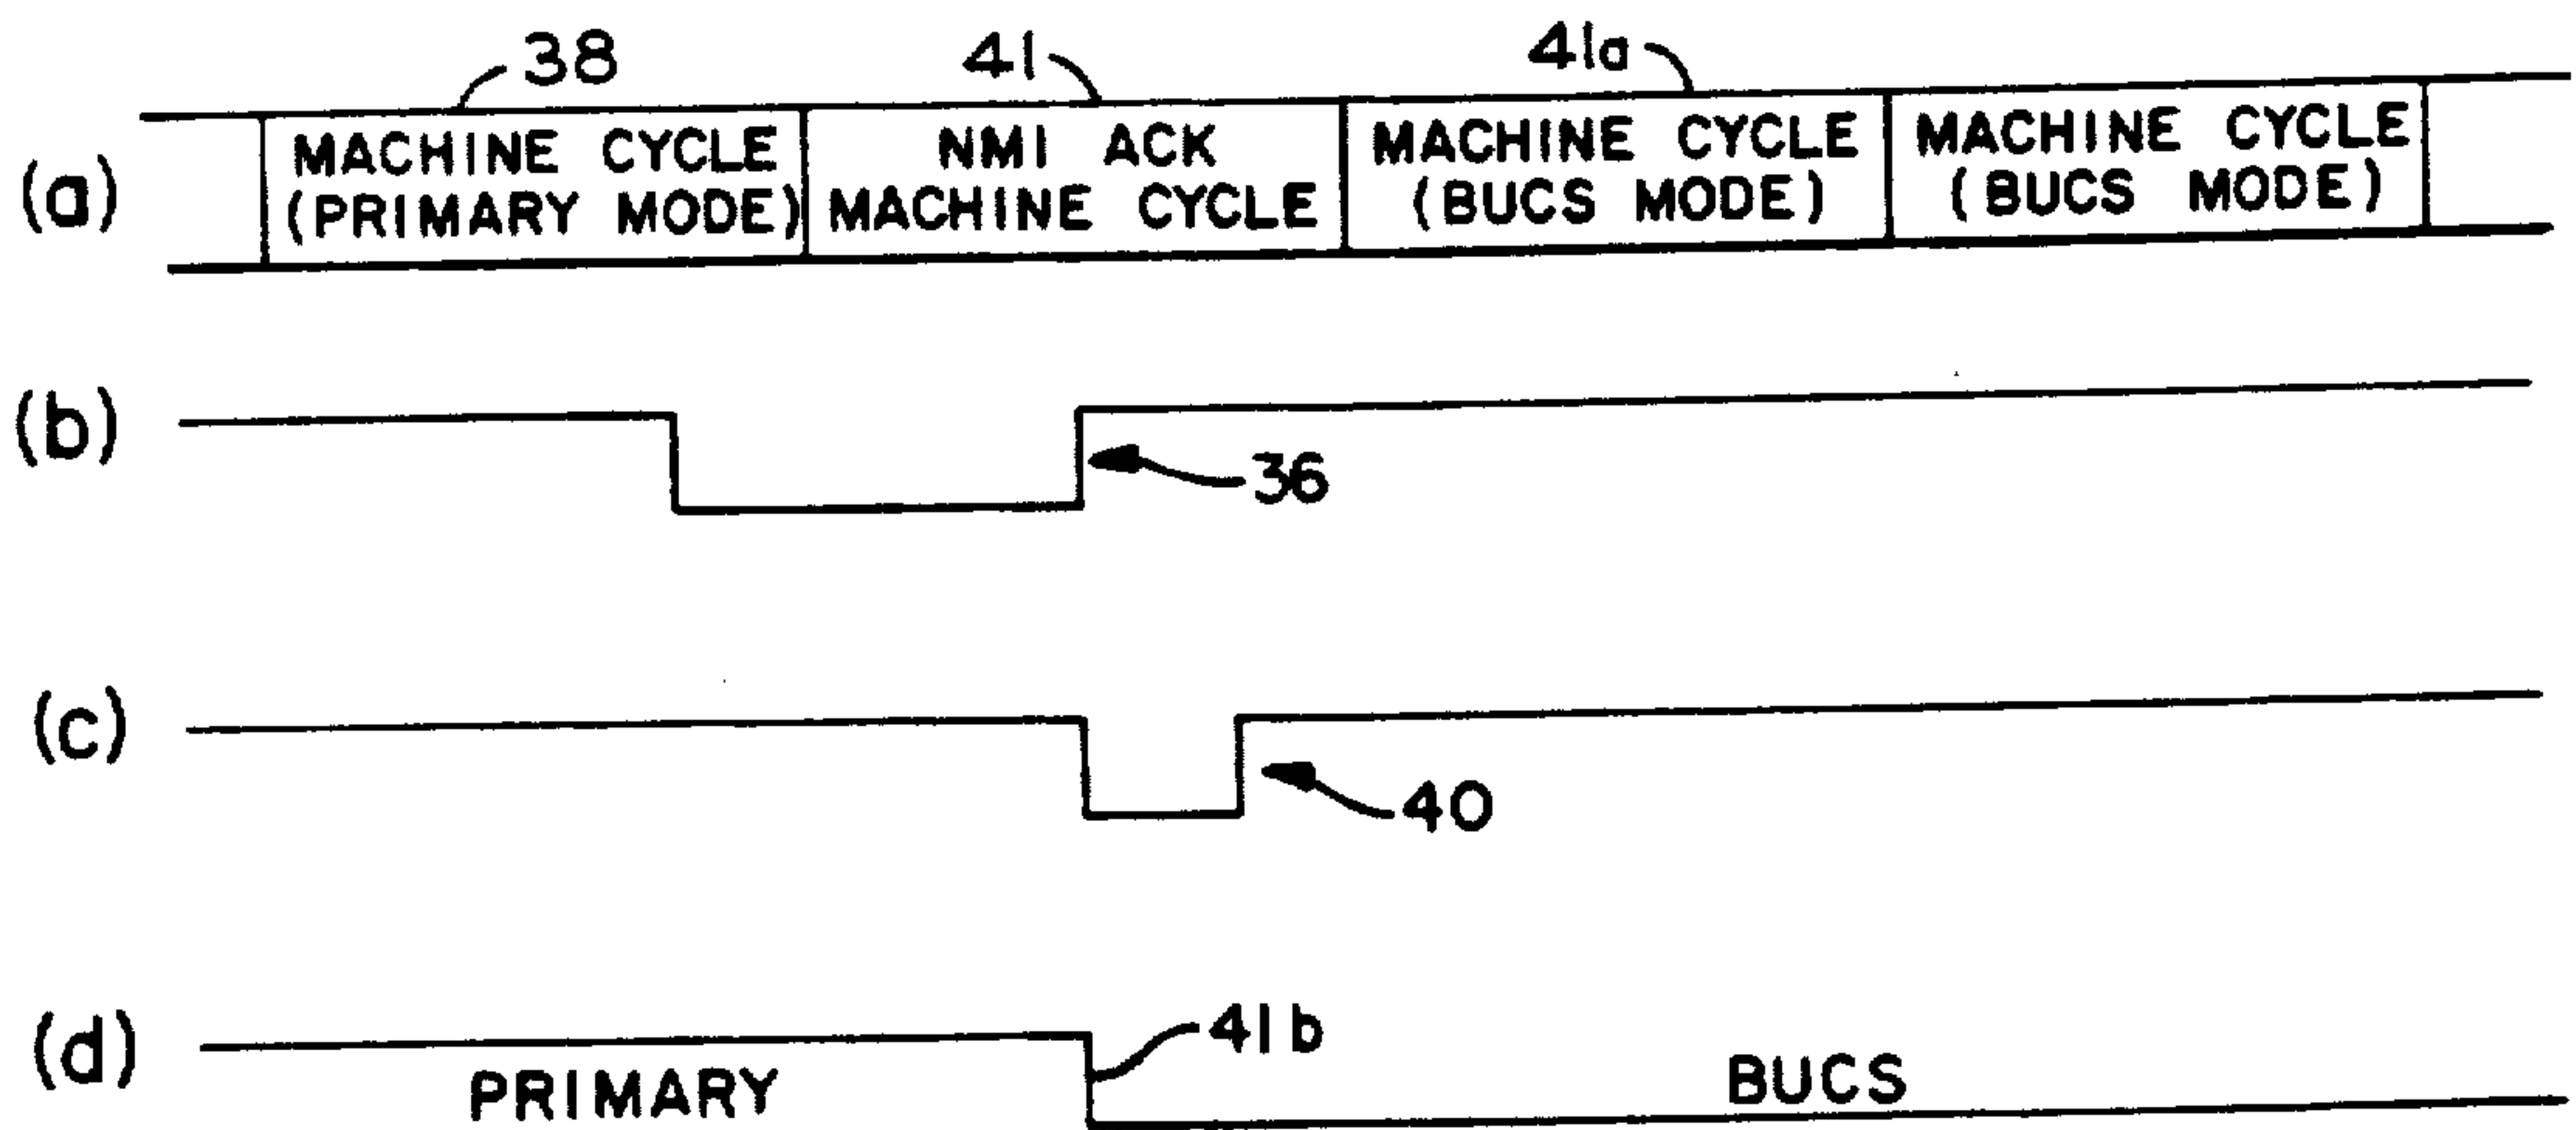 38
41
41a
(a)
MACHINE CYCLE
(PRIMARY MODE)
NMI ACK
MACHINE CYCLE
MACHINE CYCLE
(BUCS MODE)
MACHINE CYCLE
(BUCS MODE)
(b)
36
(c)
40
(d)
41b
PRIMARY
BUCS